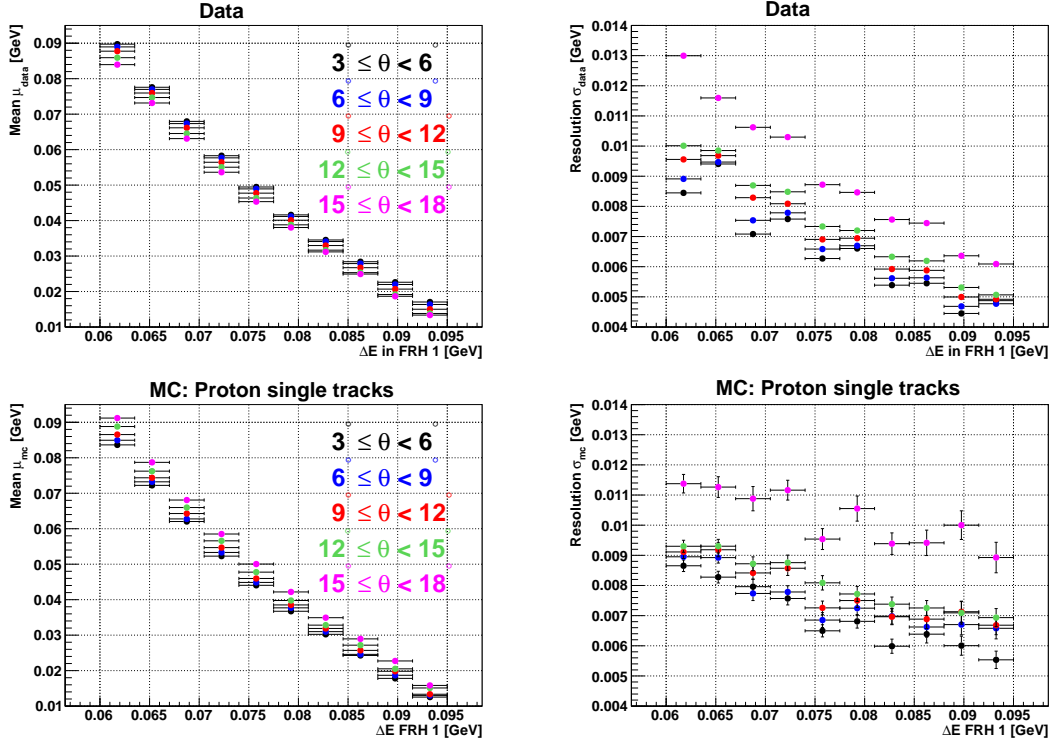 Data
Mean μdata [GeV]
0.09
0.08
0.07
0.06
0.05
0.04
0.03
0.02
0.01
3° ≤ θ < 6°
6° ≤ θ < 9°
9° ≤ θ < 12°
12° ≤ θ < 15°
15° ≤ θ < 18°
0.06 0.065 0.07 0.075 0.08 0.085 0.09 0.095
ΔE in FRH 1 [GeV]
Data
Resolution σdata [GeV]
0.014
0.013
0.012
0.011
0.01
0.009
0.008
0.007
0.006
0.005
0.004
0.06 0.065 0.07 0.075 0.08 0.085 0.09 0.095
ΔE in FRH 1 [GeV]
MC: Proton single tracks
Mean μmc [GeV]
0.09
0.08
0.07
0.06
0.05
0.04
0.03
0.02
0.01
3° ≤ θ < 6°
6° ≤ θ < 9°
9° ≤ θ < 12°
12° ≤ θ < 15°
15° ≤ θ < 18°
0.06 0.065 0.07 0.075 0.08 0.085 0.09 0.095
ΔE FRH 1 [GeV]
MC: Proton single tracks
Resolution σmc [GeV]
0.014
0.013
0.012
0.011
0.01
0.009
0.008
0.007
0.006
0.005
0.004
0.06 0.065 0.07 0.075 0.08 0.085 0.09 0.095
ΔE FRH 1 [GeV]